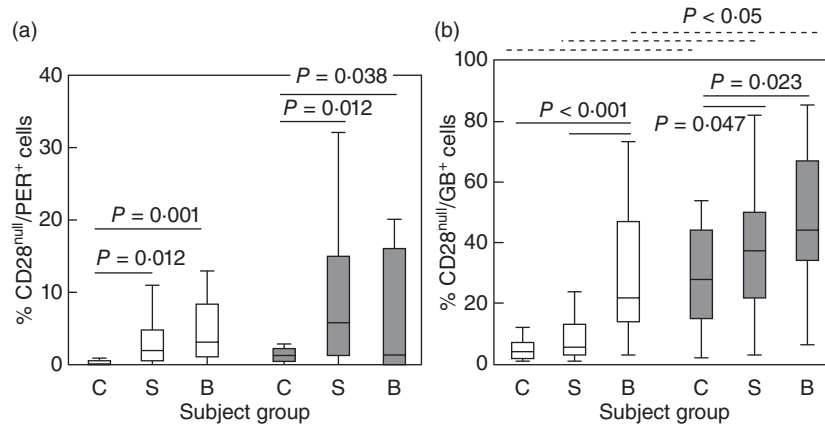 (a)
P = 0·038
P = 0·012
P = 0·001
P = 0·012
% CD28null/PER+ cells
40
30
20
10
0
C S B C S B
Subject group
(b)
P < 0·05
P = 0·023
P < 0·001
P = 0·047
% CD28null/GB+ cells
100
80
60
40
20
0
C S B C S B
Subject group